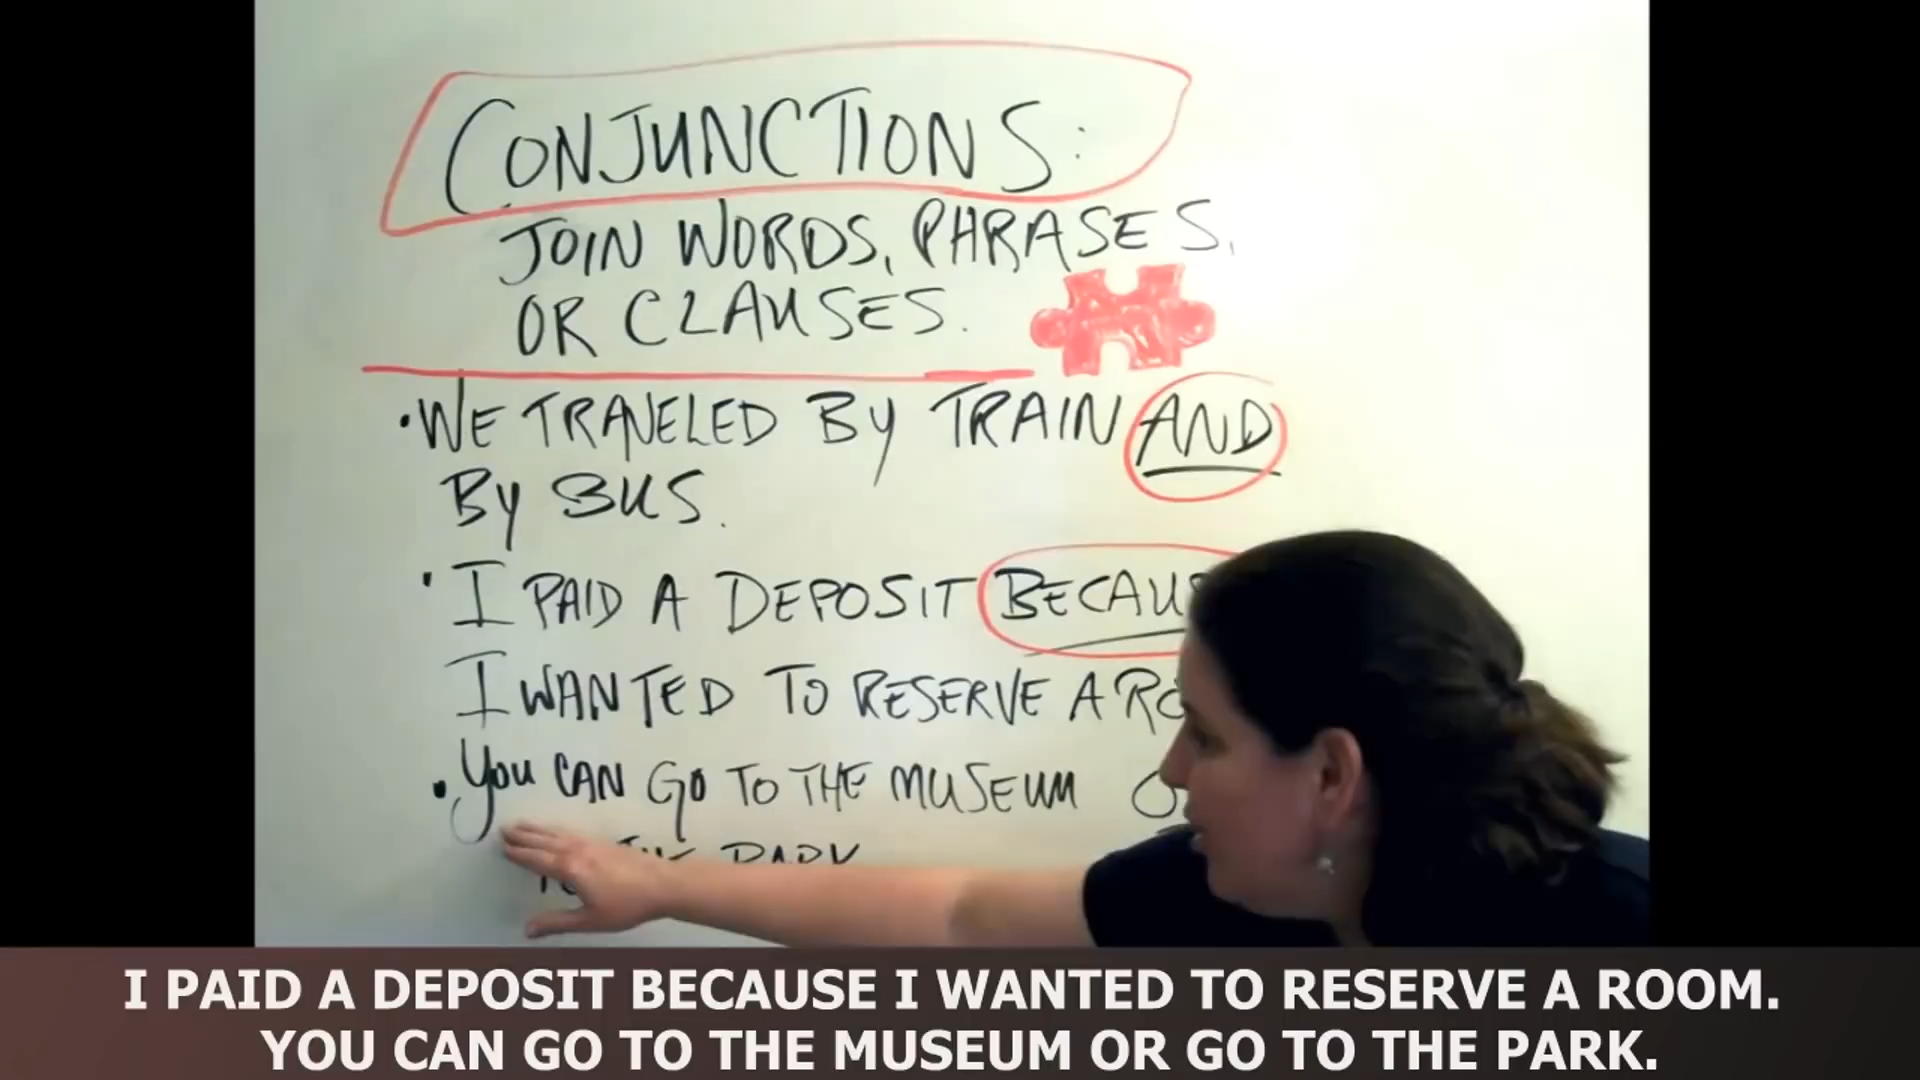 CONJUNCTIONS:
JOIN WORDS, PHRASES,
OR CLAUSES.
• WE TRAVELED BY TRAIN AND
BY BUS.
• I PAID A DEPOSIT
I WANTED TO RESERVE A
• YOU CAN GO TO THE MUSEUM
PARK
I PAID A DEPOSIT BECAUSE I WANTED TO RESERVE A ROOM.
YOU CAN GO TO THE MUSEUM OR GO TO THE PARK.